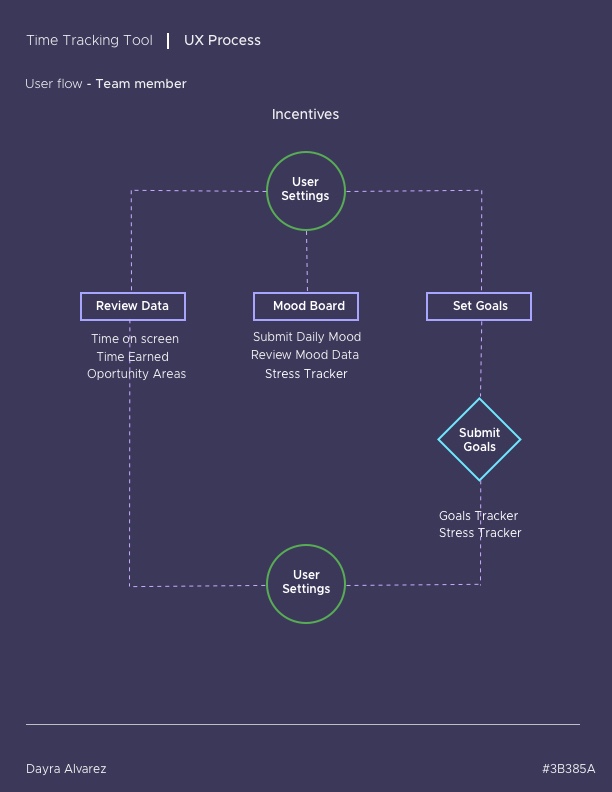 Time Tracking Tool | UX Process
User flow - Team member
Incentives
User
Settings
Review Data
Mood Board
Set Goals
Time on screen
Time Earned
Oportunity Areas
Submit Daily Mood
Review Mood Data
Stress Tracker
Submit
Goals
Goals Tracker
Stress Tracker
User
Settings
Dayra Alvarez
#3B385A